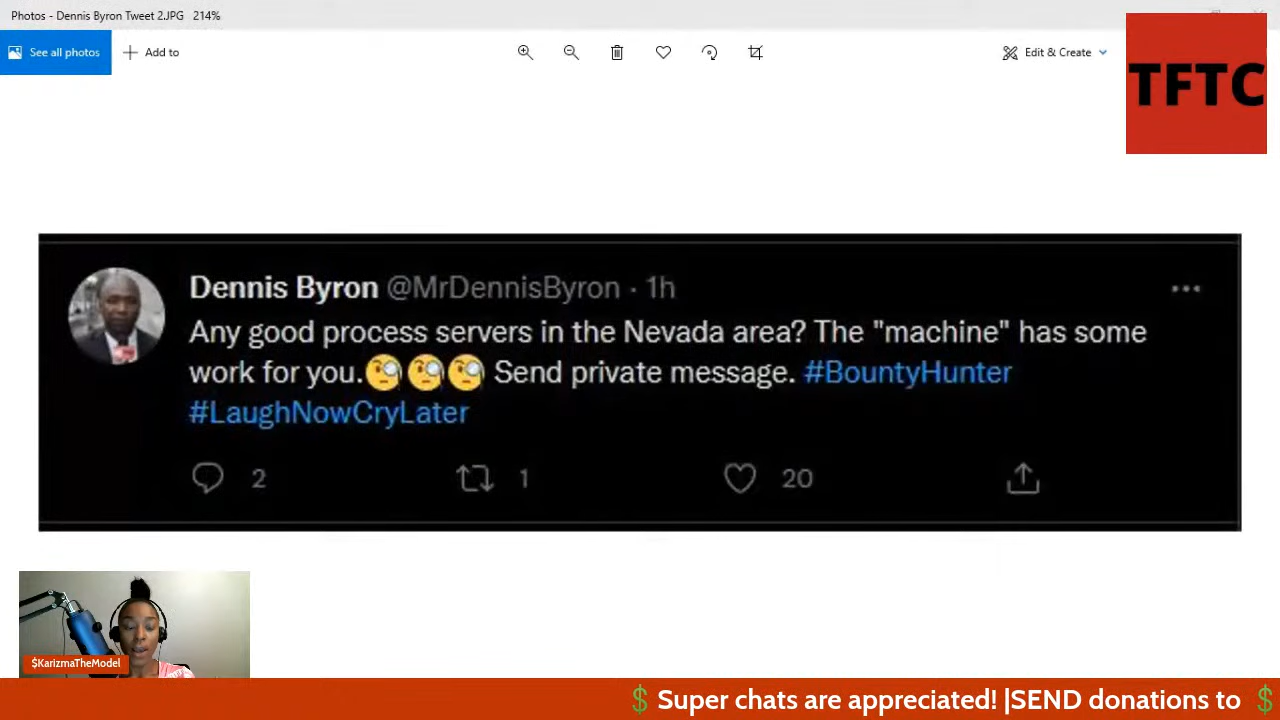 Photos - Dennis Byron Tweet 2.JPG 214%
See all photos
Add to
Edit & Create
TFTC
Dennis Byron @MrDennisByron · 1h
Any good process servers in the Nevada area? The "machine" has some
work for you.🧐🧐🧐 Send private message. #BountyHunter
#LaughNowCryLater
2 1 20
$KarizmaTheModel
💲 Super chats are appreciated! |SEND donations to 💲